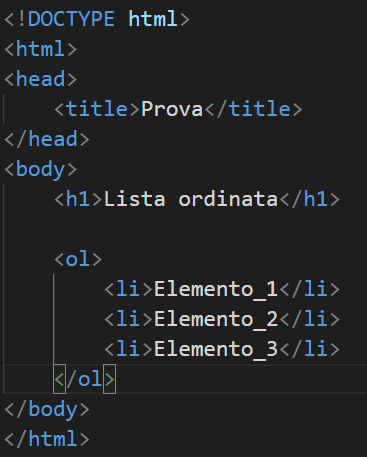 <!DOCTYPE html>
<html>
<head>
<title>Prova</title>
</head>
<body>
<h1>Lista ordinata</h1>
<ol>
<li>Elemento_1</li>
<li>Elemento_2</li>
<li>Elemento_3</li>
</ol>
</body>
</html>